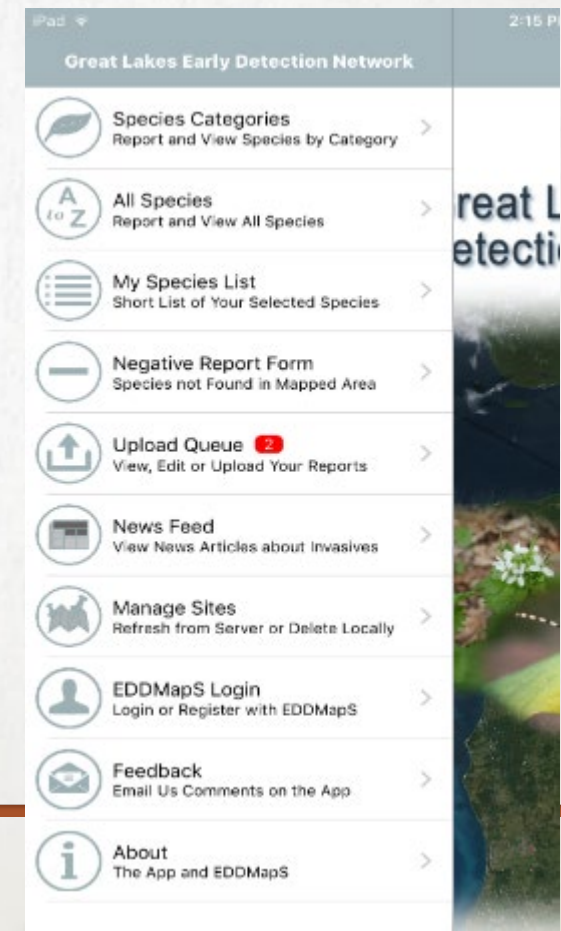 iPad
2:15 P
Great Lakes Early Detection Network
Species Categories
Report and View Species by Category
A
to Z
All Species
Report and View All Species
My Species List
Short List of Your Selected Species
Negative Report Form
Species not Found in Mapped Area
Upload Queue 2
View, Edit or Upload Your Reports
News Feed
View News Articles about Invasives
Manage Sites
Refresh from Server or Delete Locally
EDDMapS Login
Login or Register with EDDMapS
Feedback
Email Us Comments on the App
i
About
The App and EDDMapS
reat L
etecti